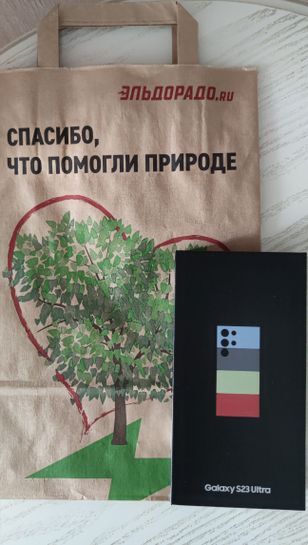 ЭЛЬДОРАДО.RU
СПАСИБО,
ЧТО ПОМОГЛИ ПРИРОДЕ
Galaxy S23 Ultra